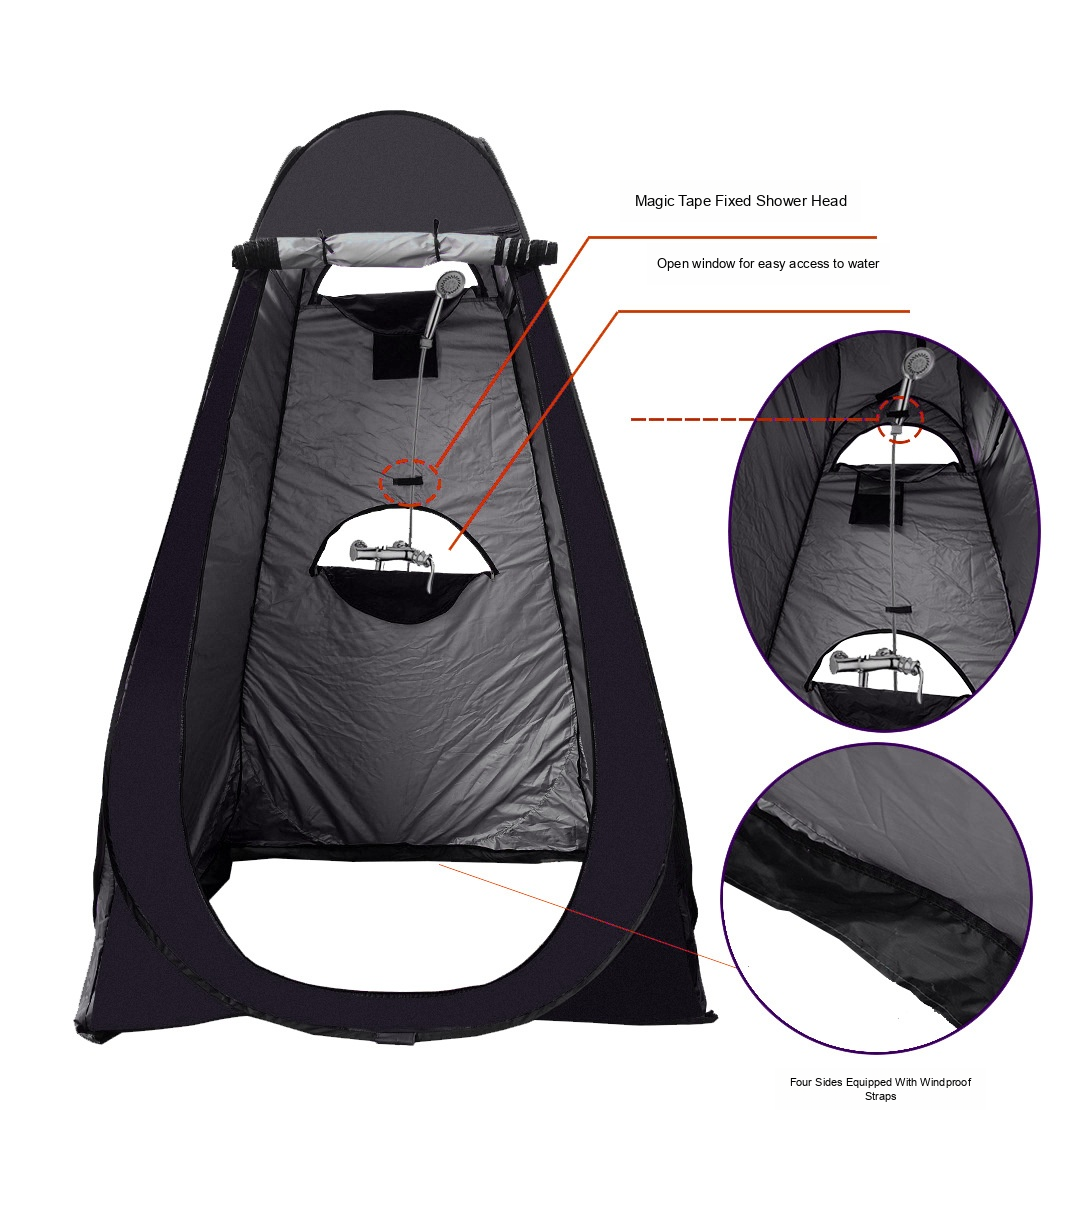 Magic Tape Fixed Shower Head
Open window for easy access to water
Four Sides Equipped With Windproof
Straps